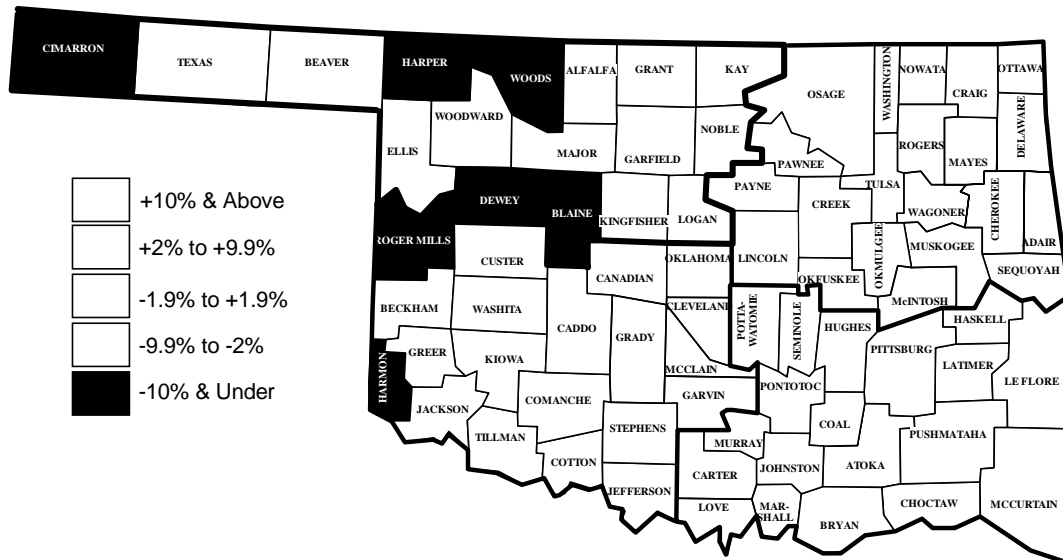 CIMARRON
TEXAS
BEAVER
HARPER
WOODS
ALFALFA
GRANT
KAY
OSAGE
WASHINGTON
NOWATA
CRAIG
OTTAWA
WOODWARD
ELLIS
MAJOR
GARFIELD
NOBLE
PAWNEE
ROGERS
MAYES
DELAWARE
+10% & Above
+2% to +9.9%
-1.9% to +1.9%
-9.9% to -2%
-10% & Under
DEWEY
BLAINE
KINGFISHER
LOGAN
PAYNE
CREEK
TULSA
WAGONER
CHEROKEE
ADAIR
ROGER MILLS
CUSTER
CANADIAN
OKLAHOMA
LINCOLN
OKFUSKEE
OKMULGEE
MUSKOGEE
SEQUOYAH
BECKHAM
WASHITA
CADDO
GRADY
CLEVELAND
POTTA-
WATOMIE
SEMINOLE
HUGHES
McINTOSH
HASKELL
HARMON
GREER
KIOWA
MCCLAIN
PITTSBURG
LATIMER
LE FLORE
JACKSON
COMANCHE
GARVIN
PONTOTOC
TILLMAN
STEPHENS
COAL
PUSHMATAHA
COTTON
MURRAY
CARTER
JOHNSTON
ATOKA
JEFFERSON
LOVE
MAR-
SHALL
BRYAN
CHOCTAW
MCCURTAIN